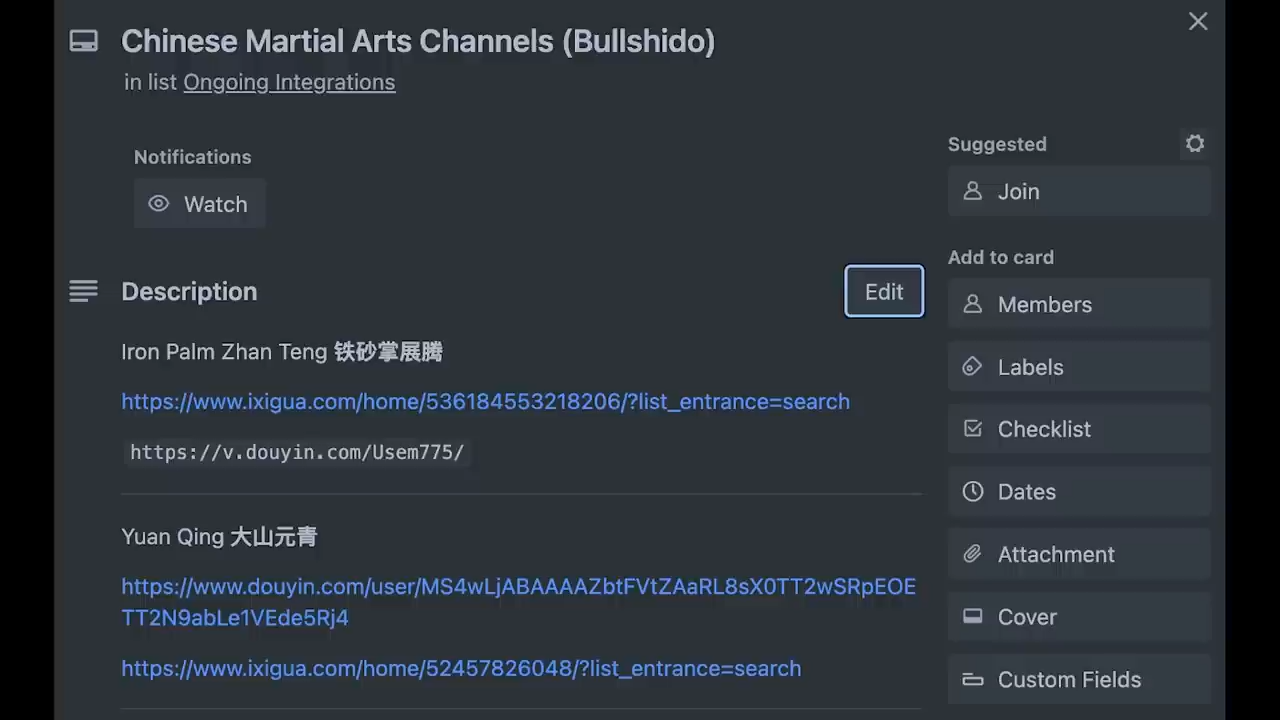 Chinese Martial Arts Channels (Bullshido)
in list Ongoing Integrations
Notifications
Watch
Description
Edit
Iron Palm Zhan Teng 铁砂掌展腾
https://www.ixigua.com/home/536184553218206/?list_entrance=search
https://v.douyin.com/Usem775/
Yuan Qing 大山元青
https://www.douyin.com/user/MS4wLjABAAAAZbtFVtZAaRL8sX0TT2wSRpEOE
TT2N9abLe1VEde5Rj4
https://www.ixigua.com/home/52457826048/?list_entrance=search
Suggested
Join
Add to card
Members
Labels
Checklist
Dates
Attachment
Cover
Custom Fields